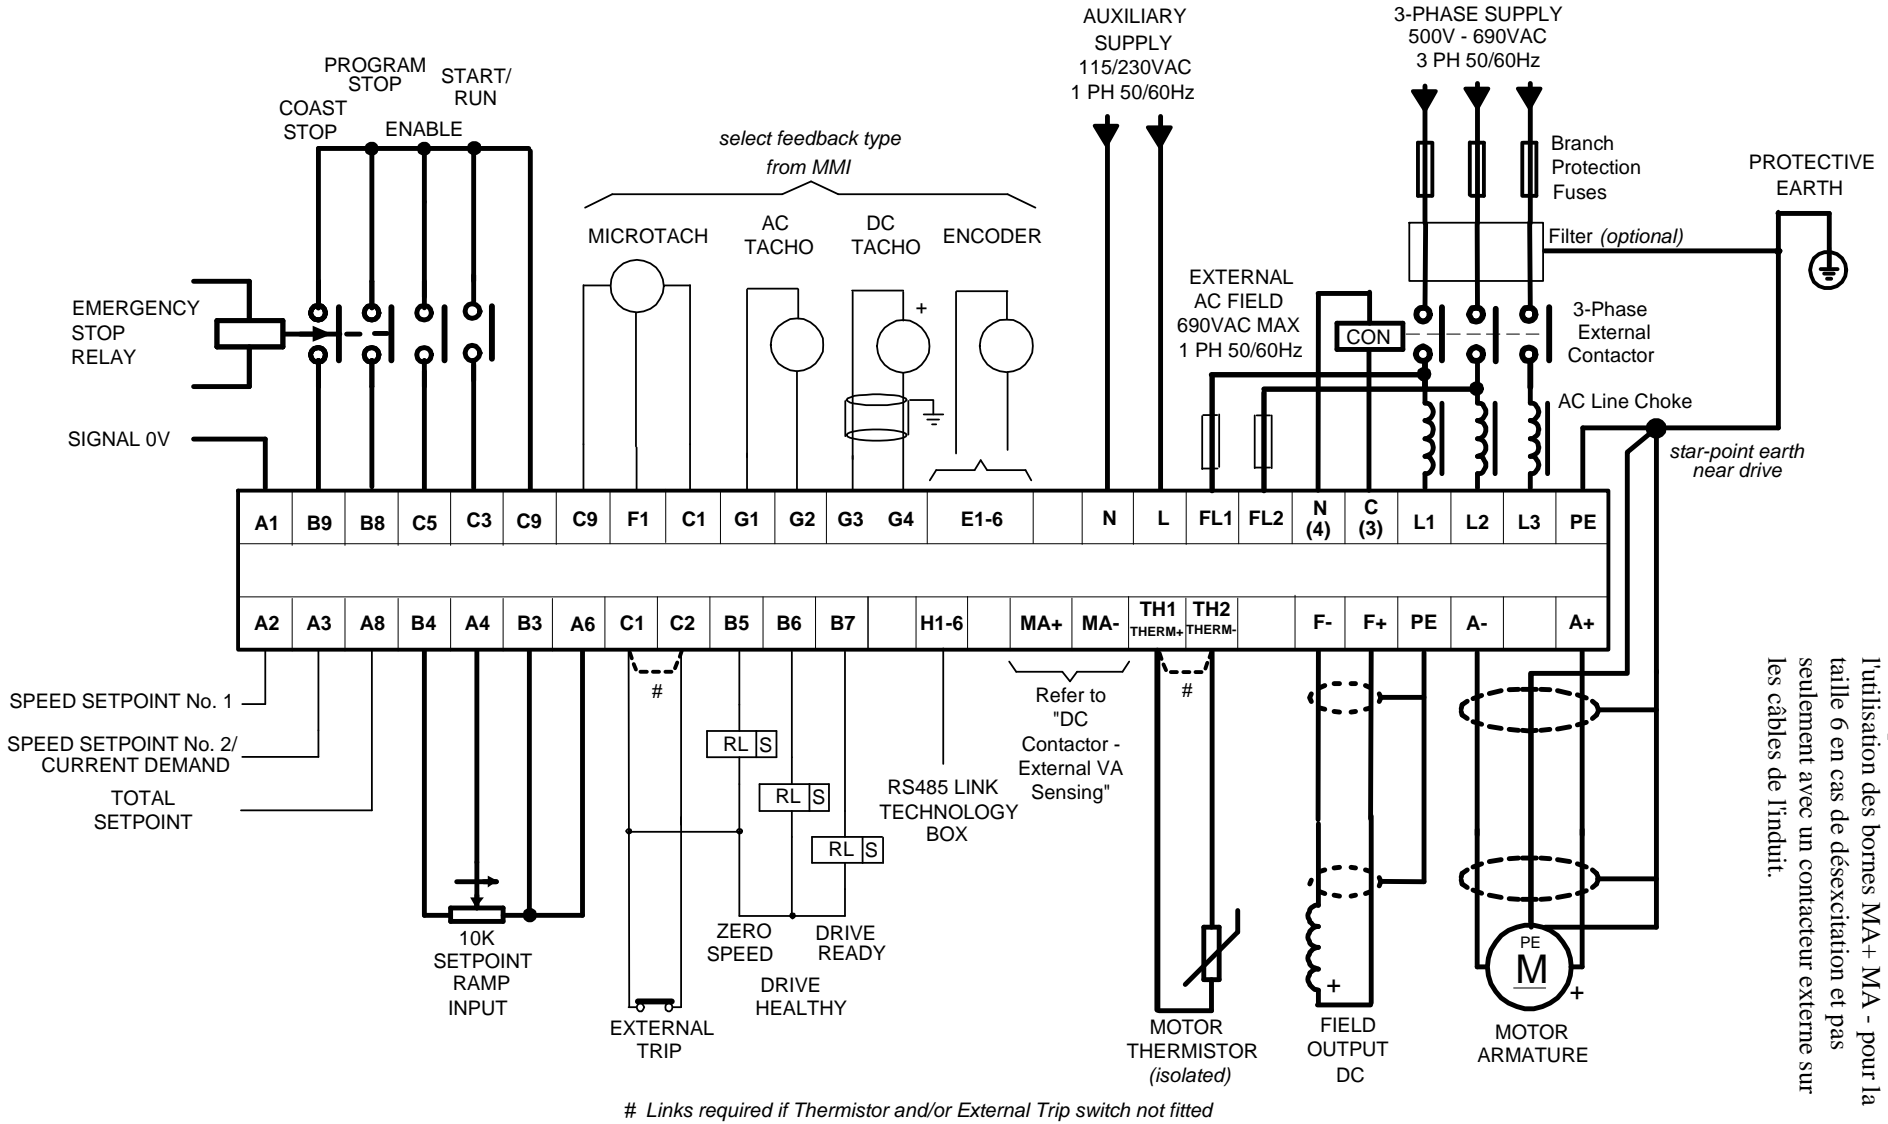 AUXILIARY
SUPPLY
115/230VAC
1 PH 50/60Hz
3-PHASE SUPPLY
500V - 690VAC
3 PH 50/60Hz
PROGRAM
STOP
START/
RUN
COAST
STOP
ENABLE
select feedback type
from MMI
Branch
Protection
Fuses
PROTECTIVE
EARTH
MICROTACH
AC
TACHO
DC
TACHO
ENCODER
Filter (optional)
EXTERNAL
AC FIELD
690VAC MAX
1 PH 50/60Hz
+
CON
3-Phase
External
Contactor
EMERGENCY
STOP
RELAY
AC Line Choke
SIGNAL 0V
star-point earth
near drive
A1 B9 B8 C5 C3 C9 C9 F1 C1 G1 G2 G3 G4 E1-6 N L FL1 FL2 N (4) C (3) L1 L2 L3 PE
A2 A3 A8 B4 A4 B3 A6 C1 C2 B5 B6 B7 H1-6 MA+ MA- TH1 THERM+ TH2 THERM- F- F+ PE A- A+
SPEED SETPOINT No. 1
SPEED SETPOINT No. 2/
CURRENT DEMAND
TOTAL
SETPOINT
#
RL S
RL S
RL S
RS485 LINK
TECHNOLOGY
BOX
Refer to
"DC
Contactor -
External VA
Sensing"
#
10K
SETPOINT
RAMP
INPUT
ZERO
SPEED
DRIVE
READY
DRIVE
HEALTHY
EXTERNAL
TRIP
MOTOR
THERMISTOR
(isolated)
+
FIELD
OUTPUT
DC
PE
M
+
MOTOR
ARMATURE
l'utilisation des bornes MA+ MA - pour la
taille 6 en cas de désexcitation et pas
seulement avec un contacteur externe sur
les câbles de l'induit.
# Links required if Thermistor and/or External Trip switch not fitted